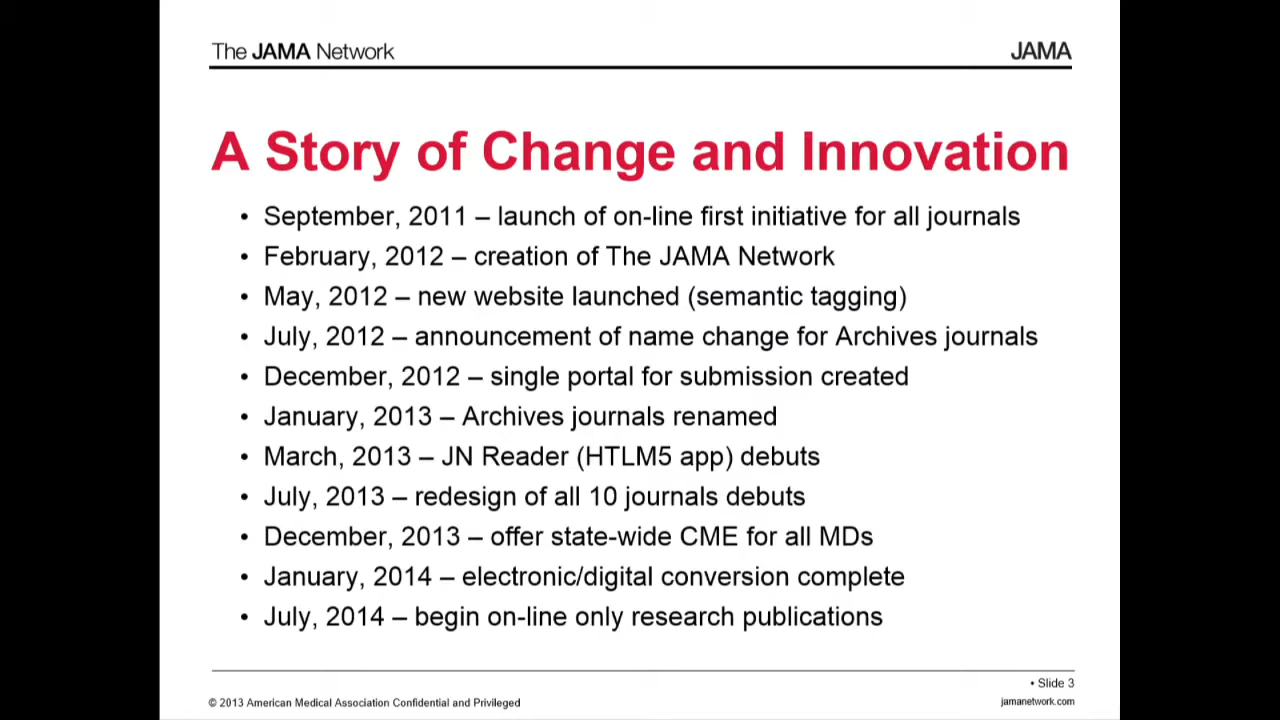 The JAMA Network JAMA
A Story of Change and Innovation
• September, 2011 – launch of on-line first initiative for all journals
• February, 2012 – creation of The JAMA Network
• May, 2012 – new website launched (semantic tagging)
• July, 2012 – announcement of name change for Archives journals
• December, 2012 – single portal for submission created
• January, 2013 – Archives journals renamed
• March, 2013 – JN Reader (HTLM5 app) debuts
• July, 2013 – redesign of all 10 journals debuts
• December, 2013 – offer state-wide CME for all MDs
• January, 2014 – electronic/digital conversion complete
• July, 2014 – begin on-line only research publications
• Slide 3
© 2013 American Medical Association Confidential and Privileged jamanetwork.com